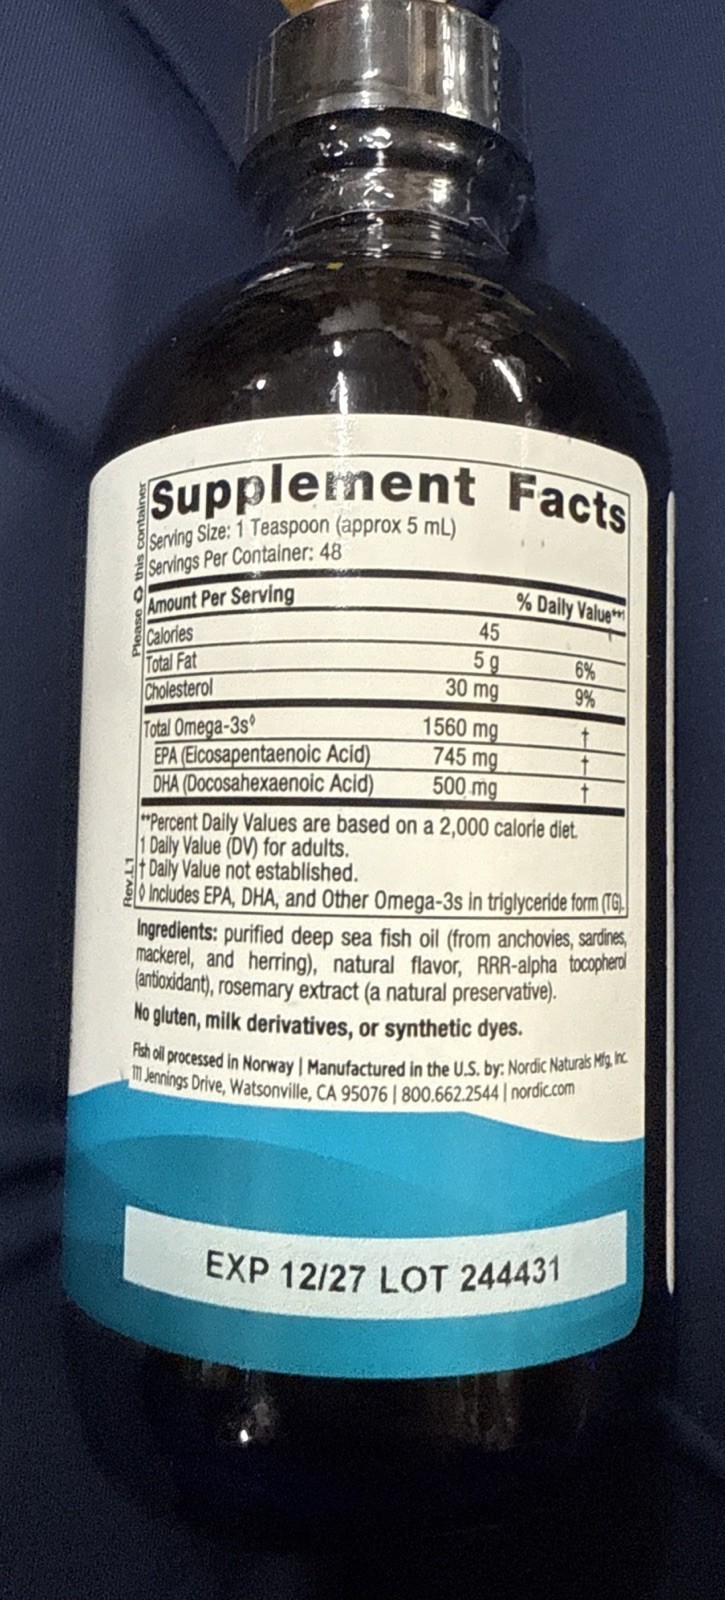 Supplement Facts
Serving Size: 1 Teaspoon (approx 5 mL)
Servings Per Container: 48
Amount Per Serving % Daily Value**¹
Calories 45
Total Fat 5 g 6%
Cholesterol 30 mg 9%
Total Omega-3s◊ 1560 mg †
EPA (Eicosapentaenoic Acid) 745 mg †
DHA (Docosahexaenoic Acid) 500 mg †
**Percent Daily Values are based on a 2,000 calorie diet.
1 Daily Value (DV) for adults.
† Daily Value not established.
◊ Includes EPA, DHA, and Other Omega-3s in triglyceride form (TG).
Please ♻ this container
Rev.L1
Ingredients: purified deep sea fish oil (from anchovies, sardines,
mackerel, and herring), natural flavor, RRR-alpha tocopherol
(antioxidant), rosemary extract (a natural preservative).
No gluten, milk derivatives, or synthetic dyes.
Fish oil processed in Norway | Manufactured in the U.S. by: Nordic Naturals Mfg, Inc.
111 Jennings Drive, Watsonville, CA 95076 | 800.662.2544 | nordic.com
EXP 12/27 LOT 244431